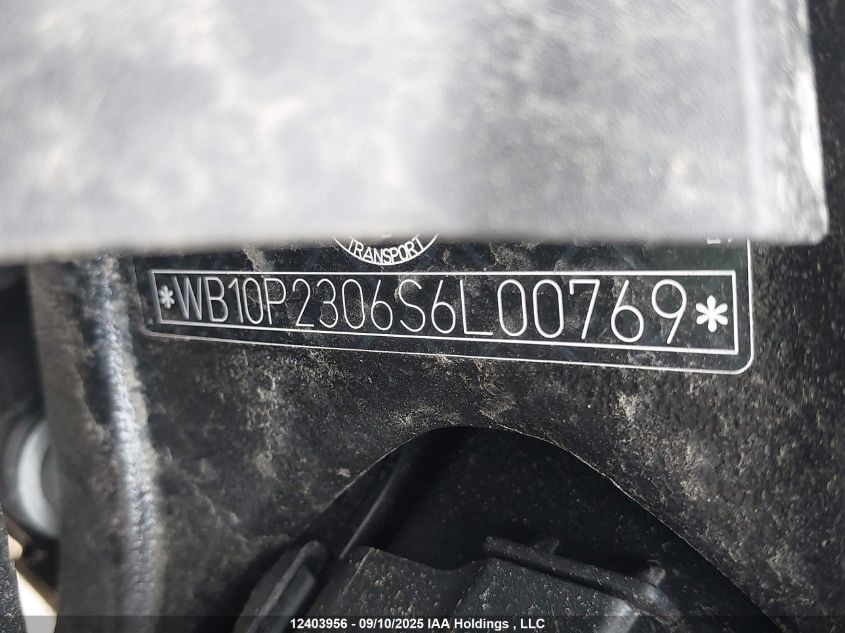 TRANSPORT
*WB10P2306S6L00769*
12403956 - 09/10/2025 IAA Holdings , LLC